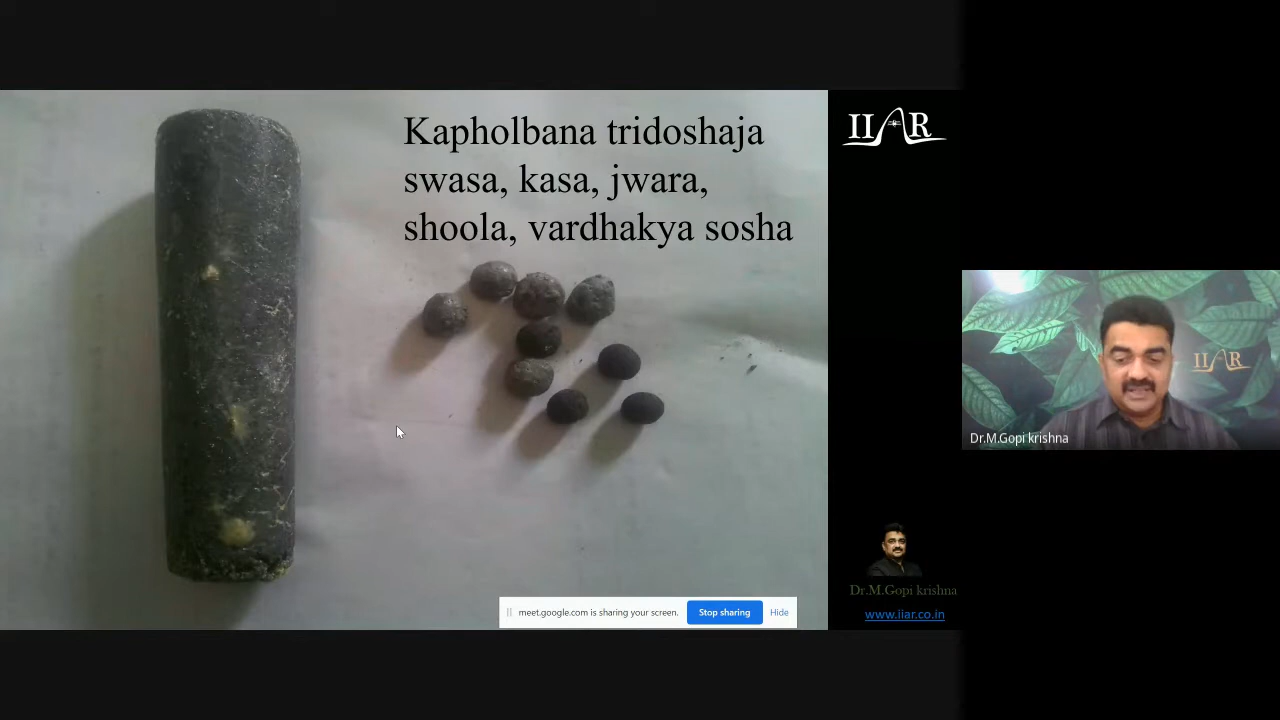 Kapholbana tridoshaja
swasa, kasa, jwara,
shoola, vardhakya sosha
IIAR
IIAR
Dr.M.Gopi krishna
meet.google.com is sharing your screen.
Stop sharing
Hide
Dr.M.Gopi krishna
www.iiar.co.in